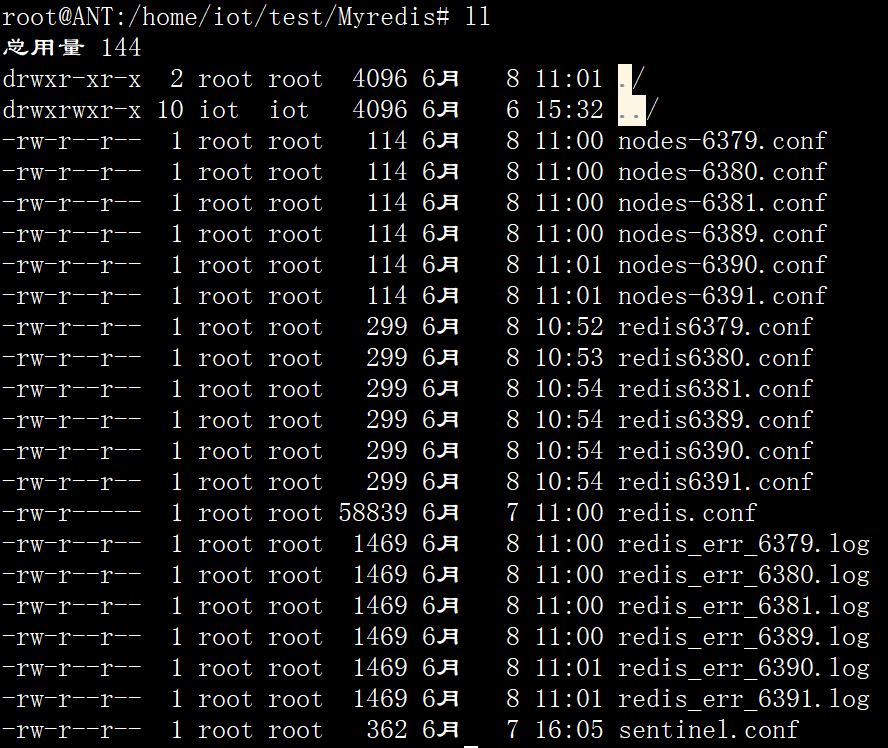 root@ANT:/home/iot/test/Myredis# ll
总用量 144
drwxr-xr-x  2 root root  4096 6月   8 11:01 ./
drwxrwxr-x 10 iot  iot   4096 6月   6 15:32 ../
-rw-r--r--  1 root root   114 6月   8 11:00 nodes-6379.conf
-rw-r--r--  1 root root   114 6月   8 11:00 nodes-6380.conf
-rw-r--r--  1 root root   114 6月   8 11:00 nodes-6381.conf
-rw-r--r--  1 root root   114 6月   8 11:00 nodes-6389.conf
-rw-r--r--  1 root root   114 6月   8 11:01 nodes-6390.conf
-rw-r--r--  1 root root   114 6月   8 11:01 nodes-6391.conf
-rw-r--r--  1 root root   299 6月   8 10:52 redis6379.conf
-rw-r--r--  1 root root   299 6月   8 10:53 redis6380.conf
-rw-r--r--  1 root root   299 6月   8 10:54 redis6381.conf
-rw-r--r--  1 root root   299 6月   8 10:54 redis6389.conf
-rw-r--r--  1 root root   299 6月   8 10:54 redis6390.conf
-rw-r--r--  1 root root   299 6月   8 10:54 redis6391.conf
-rw-r-----  1 root root 58839 6月   7 11:00 redis.conf
-rw-r--r--  1 root root  1469 6月   8 11:00 redis_err_6379.log
-rw-r--r--  1 root root  1469 6月   8 11:00 redis_err_6380.log
-rw-r--r--  1 root root  1469 6月   8 11:00 redis_err_6381.log
-rw-r--r--  1 root root  1469 6月   8 11:00 redis_err_6389.log
-rw-r--r--  1 root root  1469 6月   8 11:01 redis_err_6390.log
-rw-r--r--  1 root root  1469 6月   8 11:01 redis_err_6391.log
-rw-r--r--  1 root root   362 6月   7 16:05 sentinel.conf